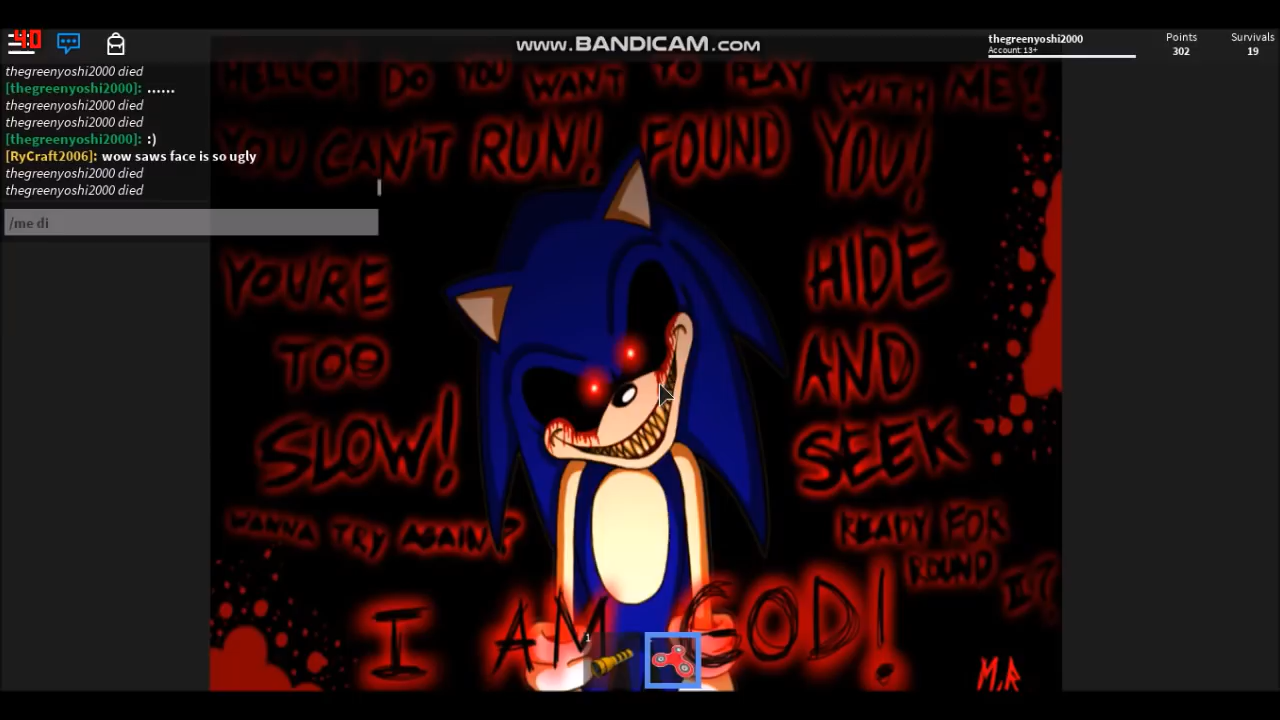 40
www.BANDICAM.com
thegreenyoshi2000
Account: 13+
Points
302
Survivals
19
thegreenyoshi2000 died
[thegreenyoshi2000]: ......
thegreenyoshi2000 died
thegreenyoshi2000 died
[thegreenyoshi2000]: :)
[RyCraft2006]: wow saws face is so ugly
thegreenyoshi2000 died
thegreenyoshi2000 died
/me di
HELLO! DO YOU WANT TO PLAY WITH ME!
YOU CAN'T RUN! FOUND YOU!
YOU'RE
TOO
SLOW!
WANNA TRY AGAIN?
HIDE
AND
SEEK
READY FOR
ROUND
2?
I AM GOD!
1
M.R